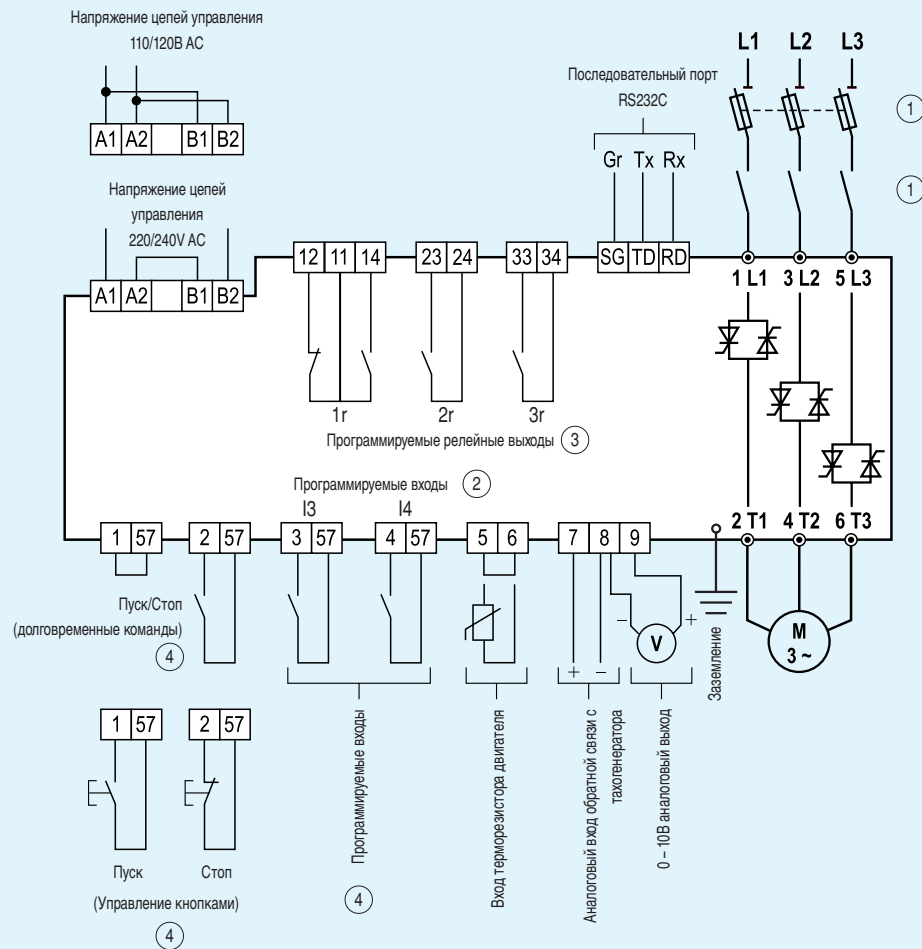 Напряжение цепей управления
110/120В AC
A1 A2 B1 B2
Напряжение цепей
управления
220/240V AC
A1 A2 B1 B2
Последовательный порт
RS232C
Gr Tx Rx
L1 L2 L3
1
1
12 11 14 23 24 33 34 SG TD RD
1 L1 3 L2 5 L3
1r 2r 3r
Программируемые релейные выходы 3
Программируемые входы 2
I3 I4
2 T1 4 T2 6 T3
1 57 2 57 3 57 4 57 5 6 7 8 9
Пуск/Стоп
(долговременные команды)
4
– V +
+ –
M
3 ~
Заземление
Программируемые входы
4
Вход терморезистора двигателя
Аналоговый вход обратной связи с
тахогенератора
0 – 10В аналоговый выход
1 57 2 57
Пуск Стоп
(Управление кнопками)
4